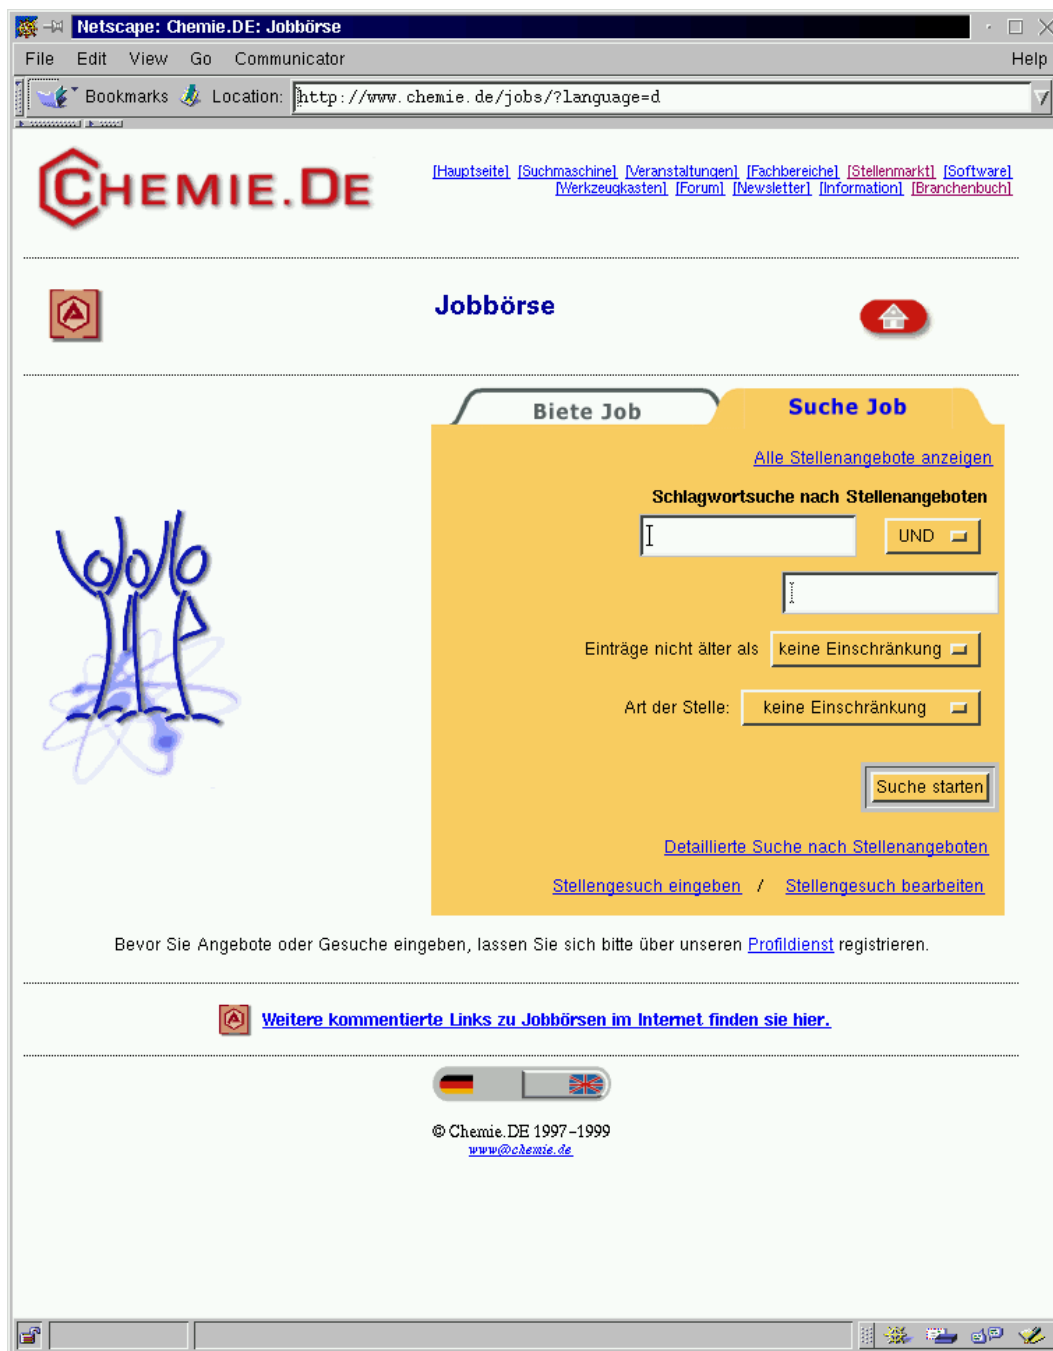 Netscape: Chemie.DE: Jobbörse
File Edit View Go Communicator Help
Bookmarks Location: http://www.chemie.de/jobs/?language=d
CHEMIE.DE
[Hauptseite] [Suchmaschine] [Veranstaltungen] [Fachbereiche] [Stellenmarkt] [Software]
[Werkzeugkasten] [Forum] [Newsletter] [Information] [Branchenbuch]
Jobbörse
Biete Job Suche Job
Alle Stellenangebote anzeigen
Schlagwortsuche nach Stellenangeboten
UND
Einträge nicht älter als keine Einschränkung
Art der Stelle: keine Einschränkung
Suche starten
Detaillierte Suche nach Stellenangeboten
Stellengesuch eingeben / Stellengesuch bearbeiten
Bevor Sie Angebote oder Gesuche eingeben, lassen Sie sich bitte über unseren Profildienst registrieren.
Weitere kommentierte Links zu Jobbörsen im Internet finden sie hier.
© Chemie.DE 1997-1999
www@chemie.de